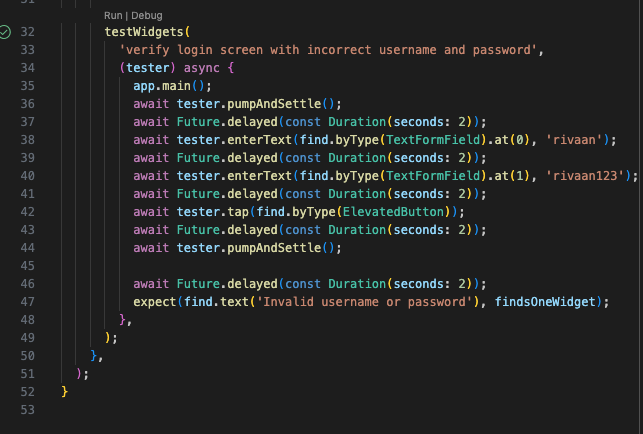 Run | Debug
32 testWidgets(
33 'verify login screen with incorrect username and password',
34 (tester) async {
35 app.main();
36 await tester.pumpAndSettle();
37 await Future.delayed(const Duration(seconds: 2));
38 await tester.enterText(find.byType(TextFormField).at(0), 'rivaan');
39 await Future.delayed(const Duration(seconds: 2));
40 await tester.enterText(find.byType(TextFormField).at(1), 'rivaan123');
41 await Future.delayed(const Duration(seconds: 2));
42 await tester.tap(find.byType(ElevatedButton));
43 await Future.delayed(const Duration(seconds: 2));
44 await tester.pumpAndSettle();
45
46 await Future.delayed(const Duration(seconds: 2));
47 expect(find.text('Invalid username or password'), findsOneWidget);
48 },
49 );
50 },
51 );
52 }
53